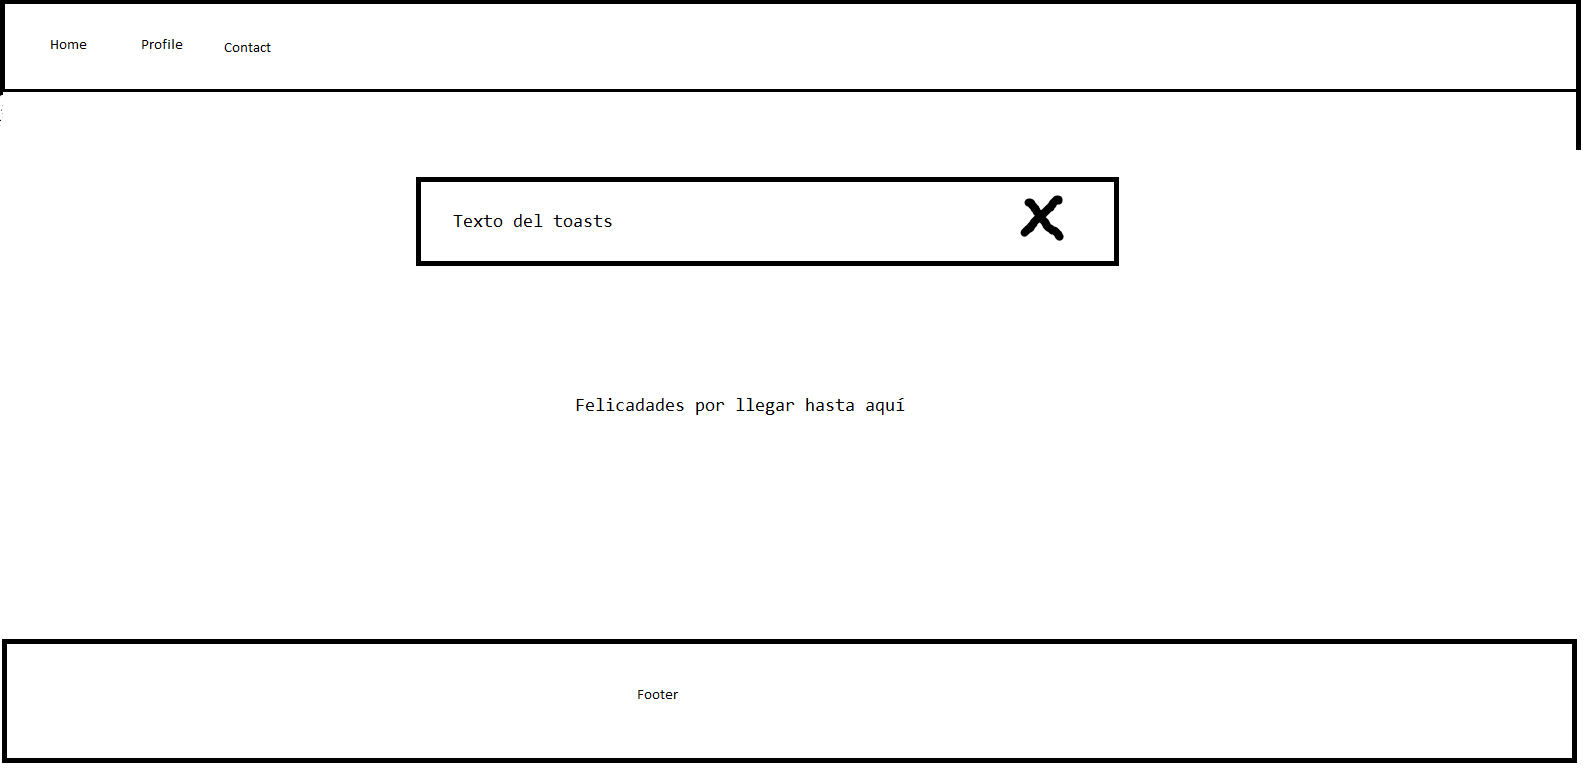 Home Profile Contact
Texto del toasts X
Felicadades por llegar hasta aquí
Footer